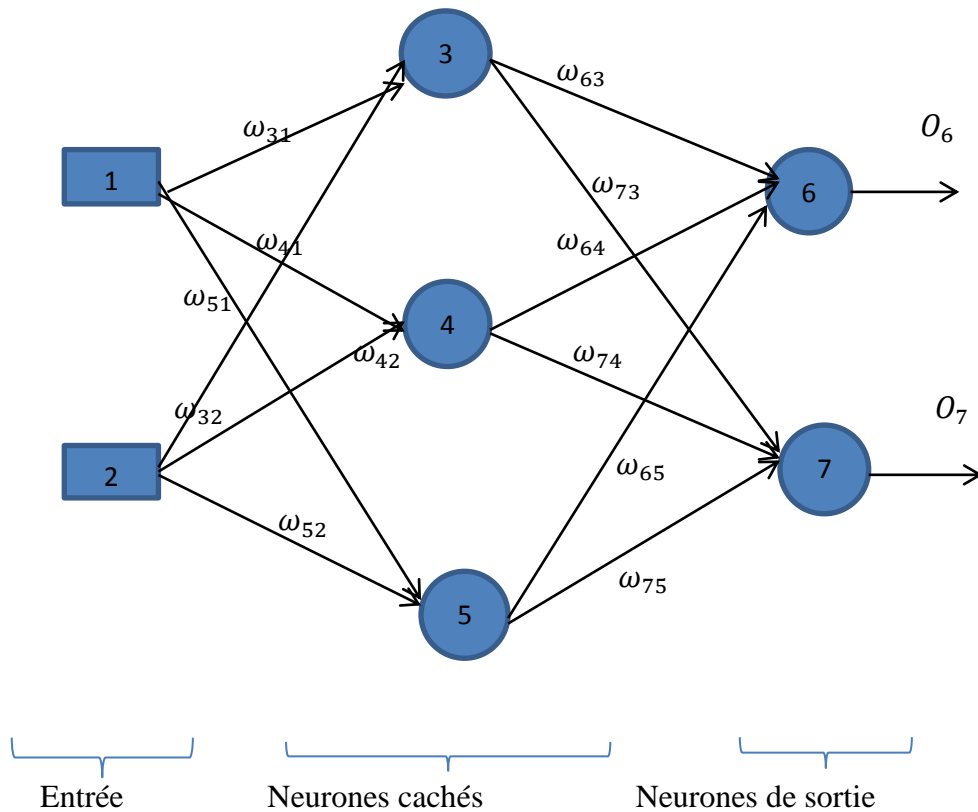 3
ω₆₃
ω₃₁
O₆
1
ω₇₃
6
ω₄₁
ω₆₄
ω₅₁
4
ω₄₂
ω₇₄
ω₃₂
O₇
2
ω₆₅
7
ω₅₂
ω₇₅
5
Entrée
Neurones cachés
Neurones de sortie